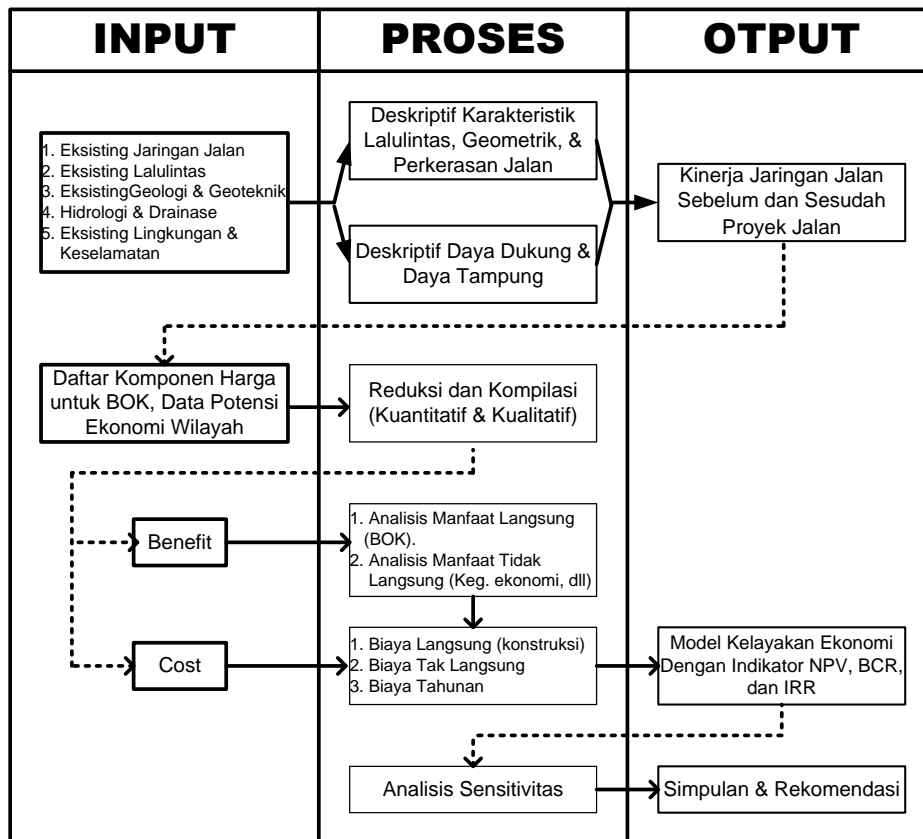 INPUT
PROSES
OTPUT
1. Eksisting Jaringan Jalan
2. Eksisting Lalulintas
3. EksistingGeologi & Geoteknik
4. Hidrologi & Drainase
5. Eksisting Lingkungan &
Keselamatan
Deskriptif Karakteristik
Lalulintas, Geometrik, &
Perkerasan Jalan
Deskriptif Daya Dukung &
Daya Tampung
Kinerja Jaringan Jalan
Sebelum dan Sesudah
Proyek Jalan
Daftar Komponen Harga
untuk BOK, Data Potensi
Ekonomi Wilayah
Reduksi dan Kompilasi
(Kuantitatif & Kualitatif)
Benefit
1. Analisis Manfaat Langsung
(BOK).
2. Analisis Manfaat Tidak
Langsung (Keg. ekonomi, dll)
Cost
1. Biaya Langsung (konstruksi)
2. Biaya Tak Langsung
3. Biaya Tahunan
Model Kelayakan Ekonomi
Dengan Indikator NPV, BCR,
dan IRR
Analisis Sensitivitas
Simpulan & Rekomendasi